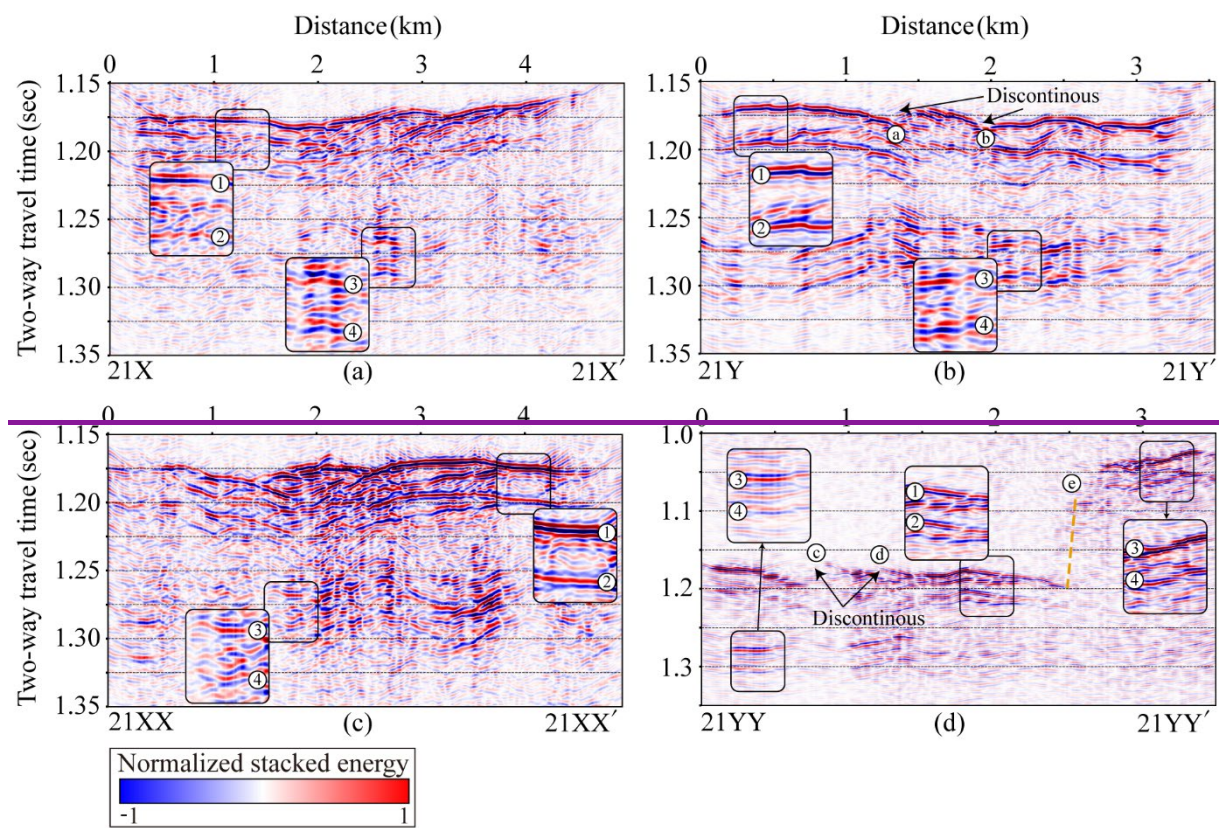 Distance (km)
Distance (km)
0 1 2 3 4
0 1 2 3
Two-way travel time (sec)
1.15
1.20
1.25
1.30
1.35
1
2
3
4
21X
(a)
21X′
1.15
1.20
1.25
1.30
1.35
Discontinous
a
b
1
2
3
4
21Y
(b)
21Y′
0 1 2 3 4
Two-way travel time (sec)
1.15
1.20
1.25
1.30
1.35
1
2
3
4
21XX
(c)
21XX′
0 1 2 3
1.0
1.1
1.2
1.3
3
4
1
2
e
c
d
Discontinous
3
4
21YY
(d)
21YY′
Normalized stacked energy
-1 1